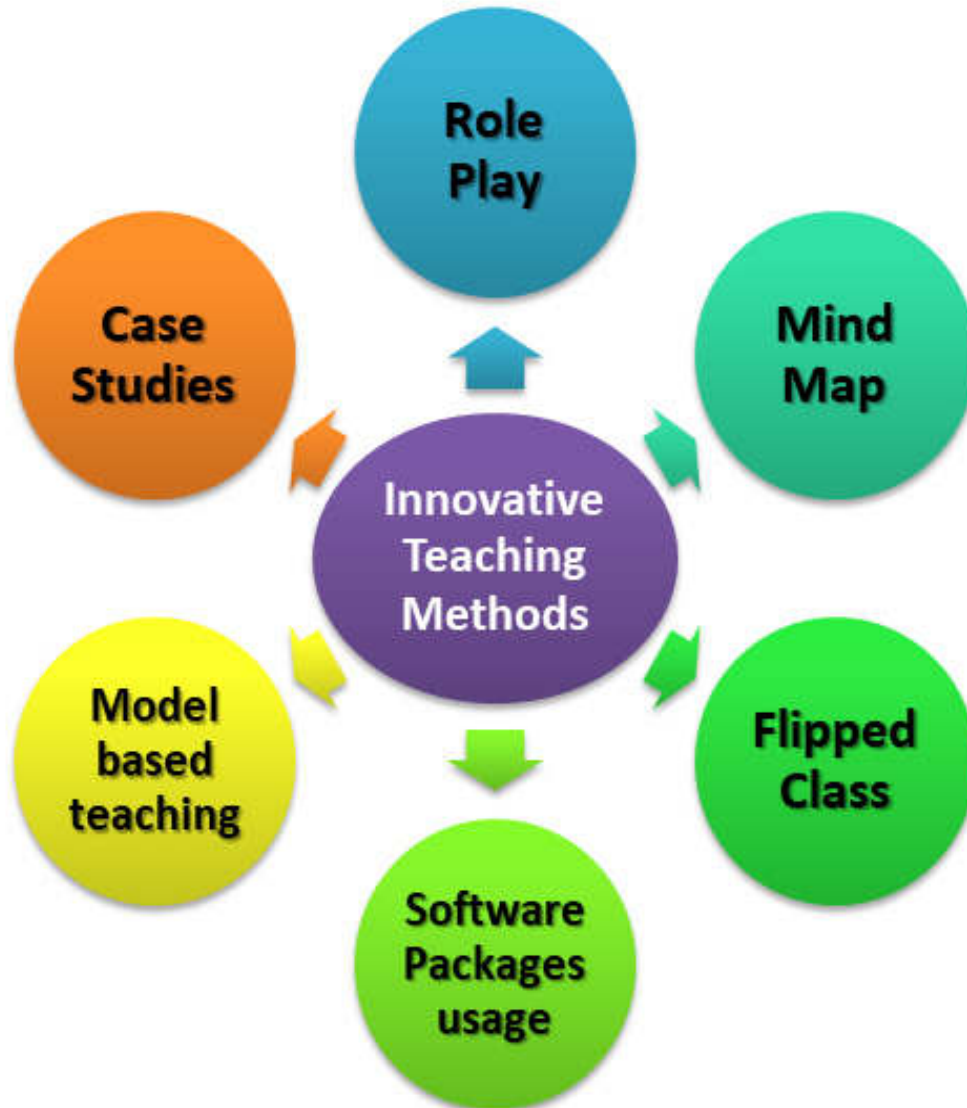 Role
Play
Mind
Map
Case
Studies
Innovative
Teaching
Methods
Flipped
Class
Model
based
teaching
Software
Packages
usage